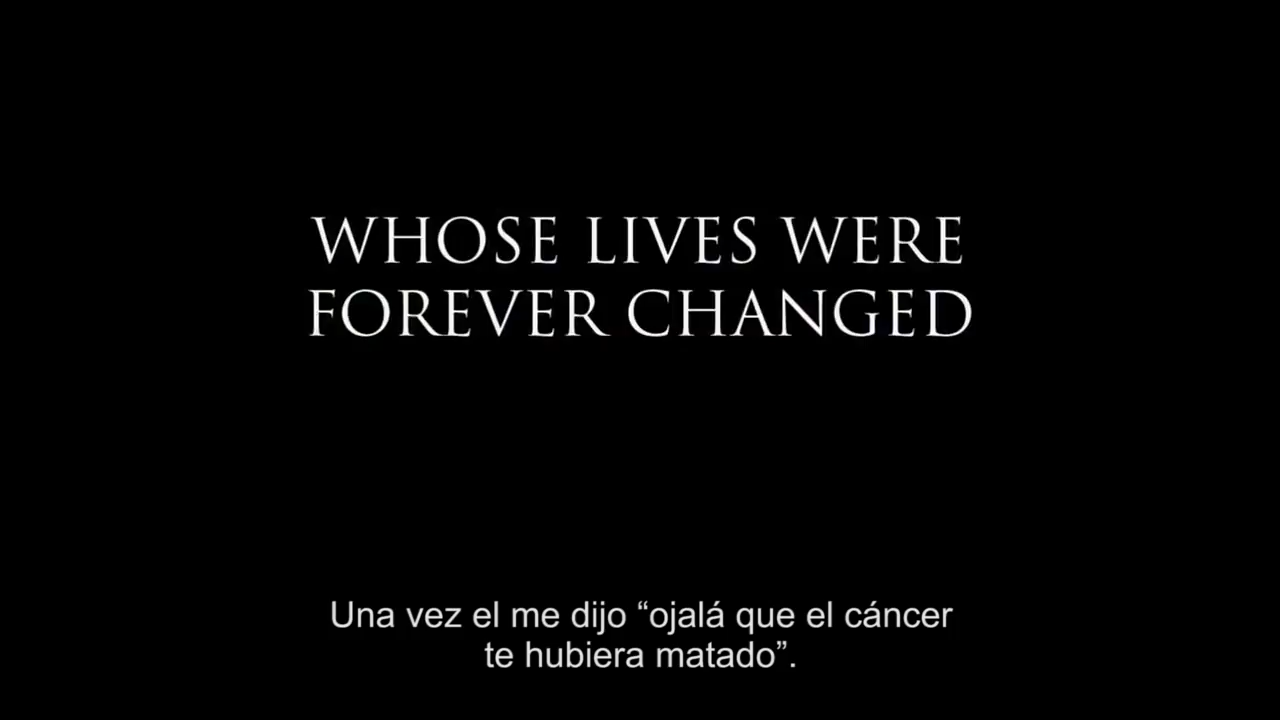 WHOSE LIVES WERE
FOREVER CHANGED
Una vez el me dijo “ojalá que el cáncer
te hubiera matado”.